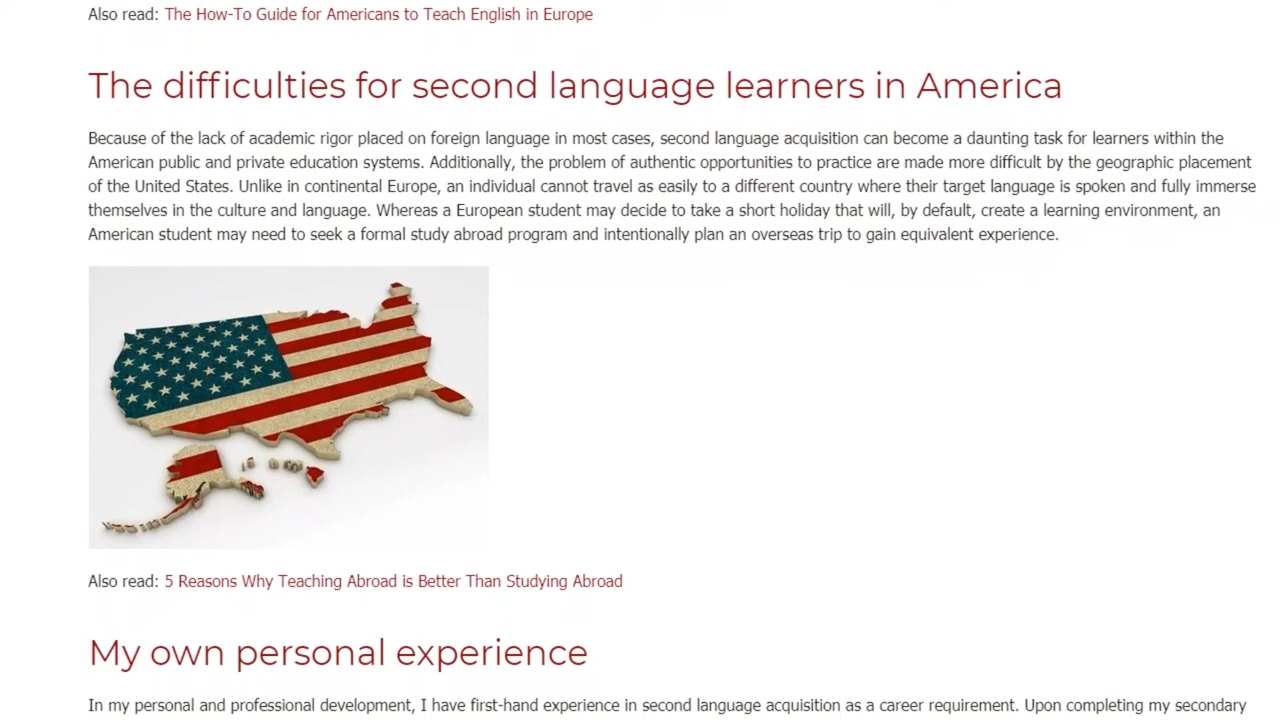 Also read: The How-To Guide for Americans to Teach English in Europe
The difficulties for second language learners in America
Because of the lack of academic rigor placed on foreign language in most cases, second language acquisition can become a daunting task for learners within the
American public and private education systems. Additionally, the problem of authentic opportunities to practice are made more difficult by the geographic placement
of the United States. Unlike in continental Europe, an individual cannot travel as easily to a different country where their target language is spoken and fully immerse
themselves in the culture and language. Whereas a European student may decide to take a short holiday that will, by default, create a learning environment, an
American student may need to seek a formal study abroad program and intentionally plan an overseas trip to gain equivalent experience.
Also read: 5 Reasons Why Teaching Abroad is Better Than Studying Abroad
My own personal experience
In my personal and professional development, I have first-hand experience in second language acquisition as a career requirement. Upon completing my secondary